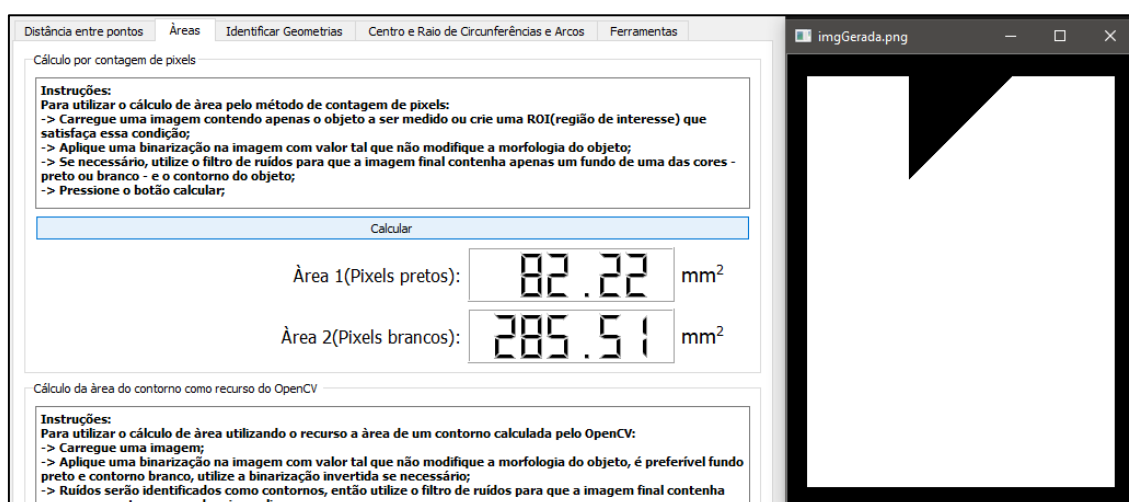 Distância entre pontos Àreas Identificar Geometrias Centro e Raio de Circunferências e Arcos Ferramentas
imgGerada.png
Cálculo por contagem de pixels
Instruções:
Para utilizar o cálculo de àrea pelo método de contagem de pixels:
-> Carregue uma imagem contendo apenas o objeto a ser medido ou crie uma ROI(região de interesse) que
satisfaça essa condição;
-> Aplique uma binarização na imagem com valor tal que não modifique a morfologia do objeto;
-> Se necessário, utilize o filtro de ruídos para que a imagem final contenha apenas um fundo de uma das cores -
preto ou branco - e o contorno do objeto;
-> Pressione o botão calcular;
Calcular
Àrea 1(Pixels pretos): 82.22 mm²
Àrea 2(Pixels brancos): 285.51 mm²
Cálculo da àrea do contorno como recurso do OpenCV
Instruções:
Para utilizar o cálculo de àrea utilizando o recurso a àrea de um contorno calculada pelo OpenCV:
-> Carregue uma imagem;
-> Aplique uma binarização na imagem com valor tal que não modifique a morfologia do objeto, é preferível fundo
preto e contorno branco, utilize a binarização invertida se necessário;
-> Ruídos serão identificados como contornos, então utilize o filtro de ruídos para que a imagem final contenha